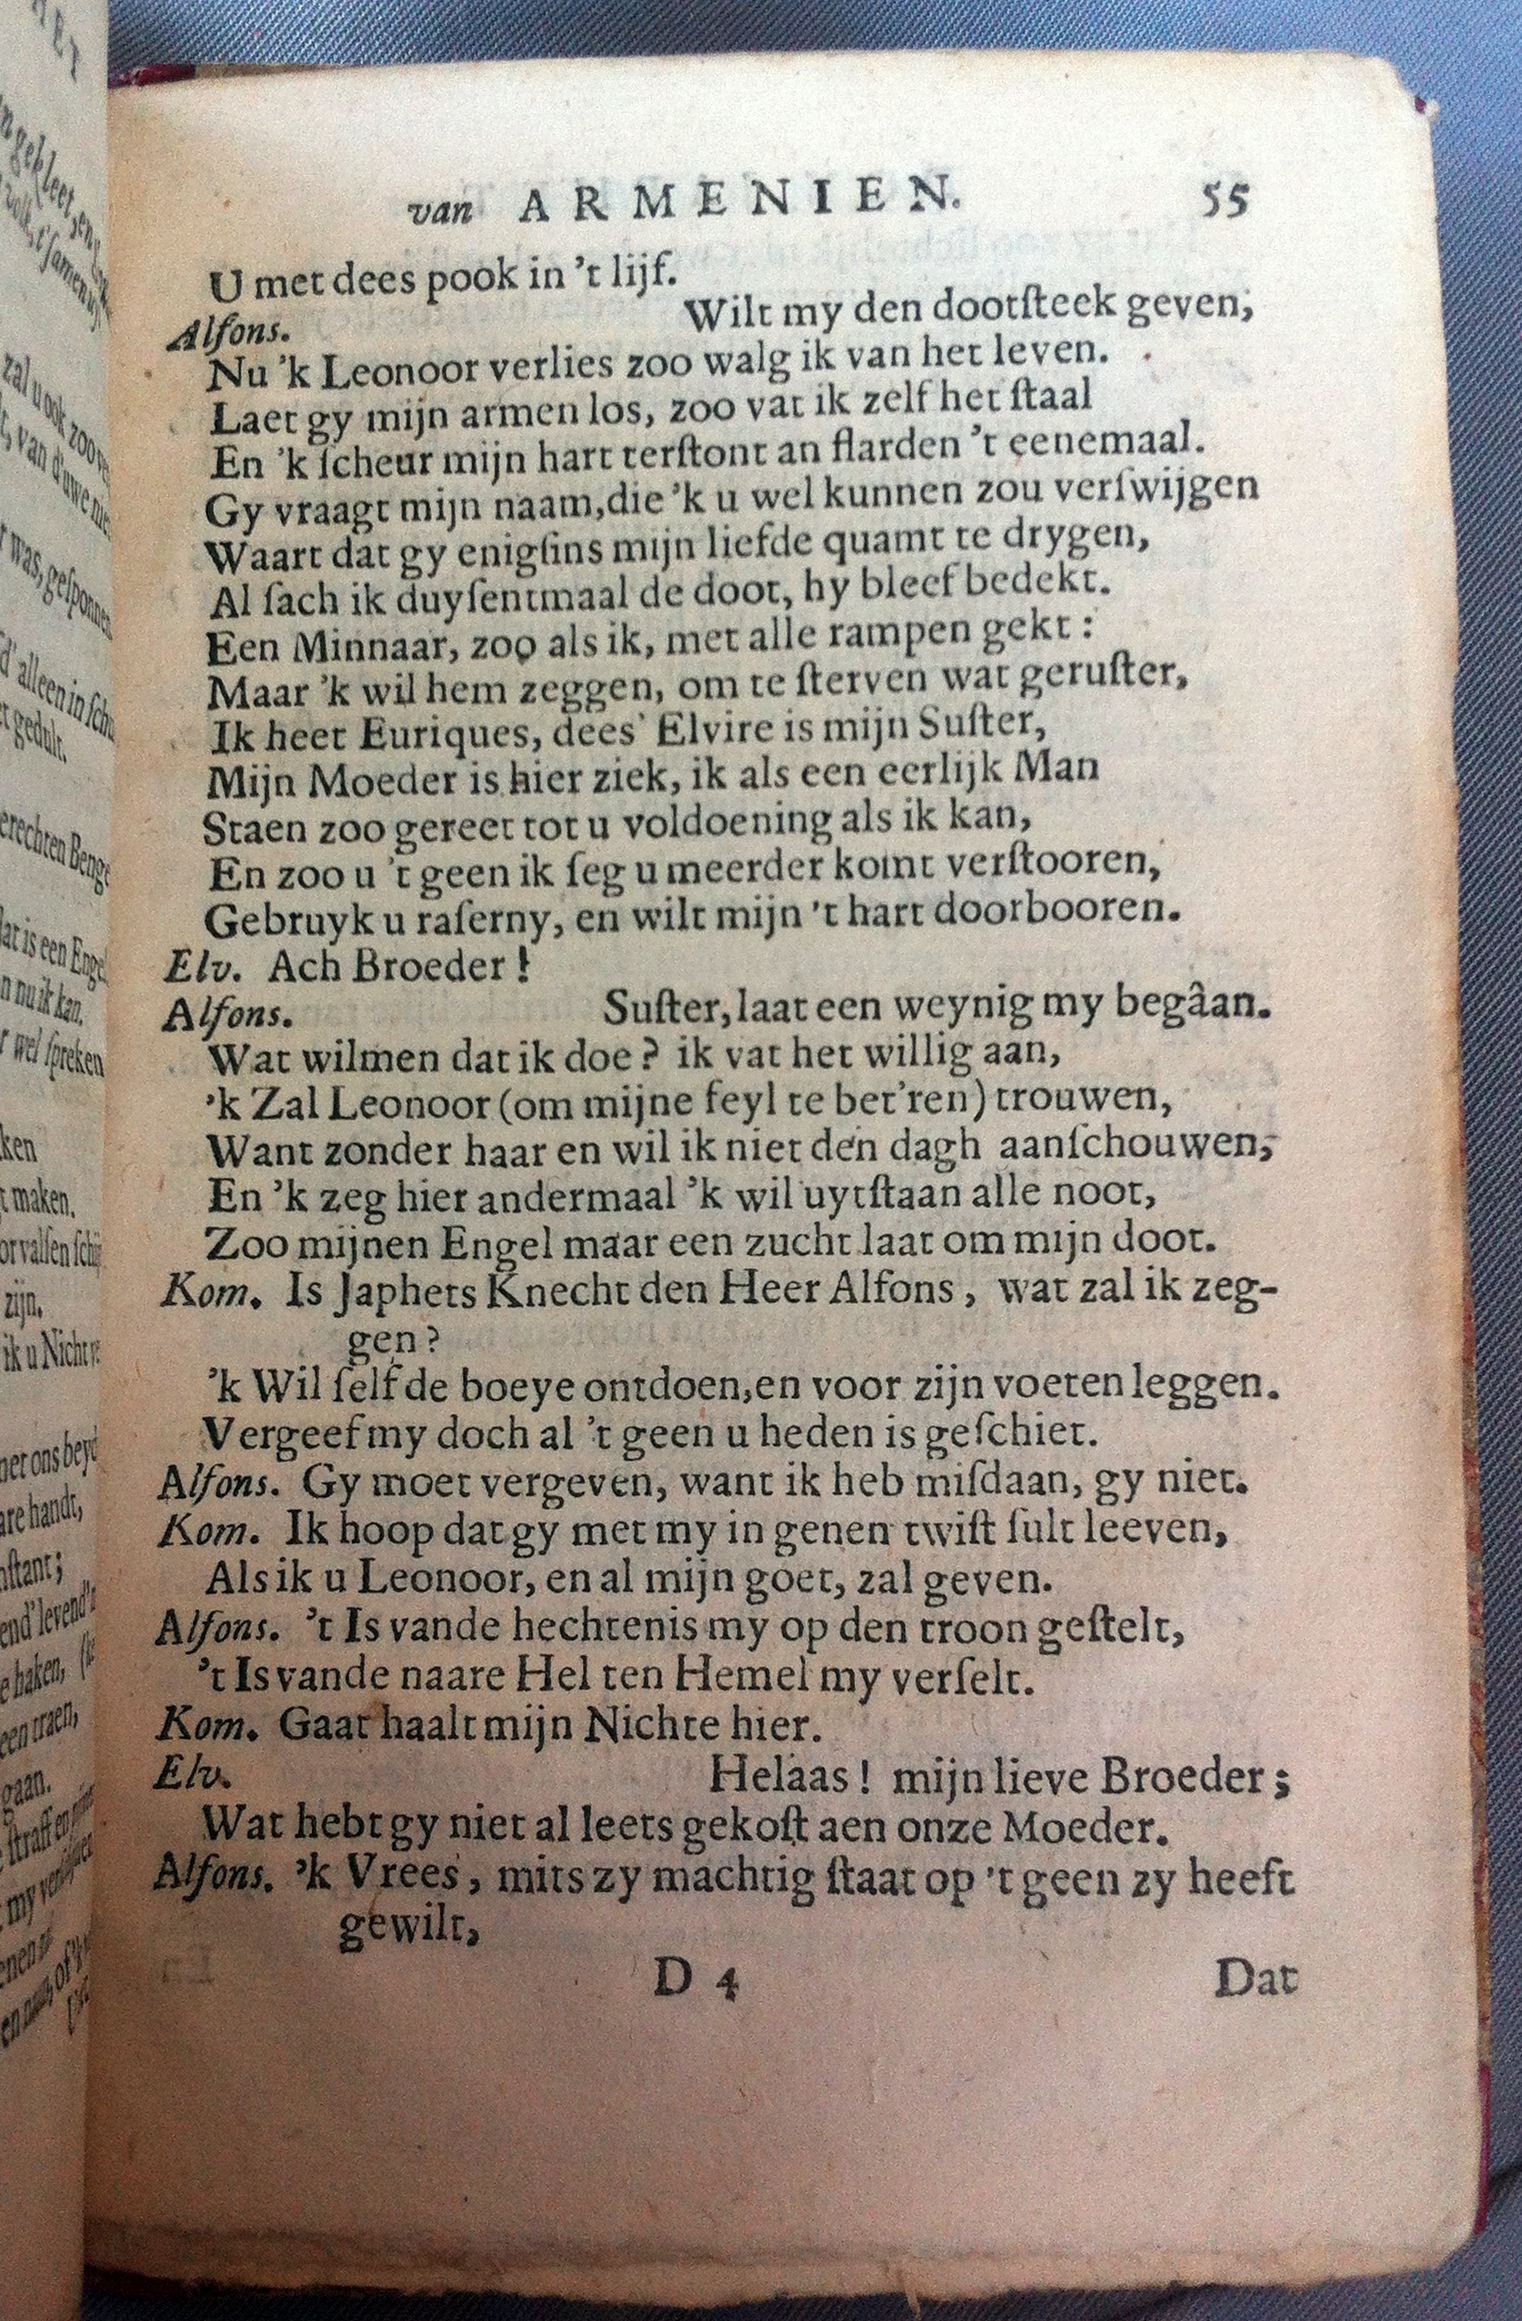 van ARMENIEN. 55
U met dees pook in 't lijf.
Alfons. Wilt my den dootſteek geven,
Nu 'k Leonoor verlies zoo walg ik van het leven.
Laet gy mijn armen los, zoo vat ik zelf het ſtaal
En 'k ſcheur mijn hart terſtont an flarden 't eenemaal.
Gy vraagt mijn naam, die 'k u wel kunnen zou verſwijgen
Waart dat gy enigſins mijn liefde quamt te drygen,
Al ſach ik duyſentmaal de doot, hy bleef bedekt.
Een Minnaar, zoo als ik, met alle rampen gekt:
Maar 'k wil hem zeggen, om te ſterven wat geruſter,
Ik heet Euriques, dees' Elvire is mijn Suſter,
Mijn Moeder is hier ziek, ik als een eerlijk Man
Staen zoo gereet tot u voldoening als ik kan,
En zoo u 't geen ik ſeg u meerder komt verſtooren,
Gebruyk u raſerny, en wilt mijn 't hart doorbooren.
Elv. Ach Broeder!
Alfons. Suſter, laat een weynig my begâan.
Wat wilmen dat ik doe? ik vat het willig aan,
'k Zal Leonoor (om mijne feyl te bet'ren) trouwen,
Want zonder haar en wil ik niet den dagh aanſchouwen,
En 'k zeg hier andermaal 'k wil uytſtaan alle noot,
Zoo mijnen Engel maar een zucht laat om mijn doot.
Kom. Is Japhets Knecht den Heer Alfons, wat zal ik zeg-
gen?
'k Wil ſelf de boeye ontdoen, en voor zijn voeten leggen.
Vergeef my doch al 't geen u heden is geſchiet.
Alfons. Gy moet vergeven, want ik heb miſdaan, gy niet.
Kom. Ik hoop dat gy met my in genen twiſt ſult leeven,
Als ik u Leonoor, en al mijn goet, zal geven.
Alfons. 't Is vande hechtenis my op den troon geſtelt,
't Is vande naare Hel ten Hemel my verſelt.
Kom. Gaat haalt mijn Nichte hier.
Elv. Helaas! mijn lieve Broeder;
Wat hebt gy niet al leets gekoſt aen onze Moeder.
Alfons. 'k Vrees, mits zy machtig ſtaat op 't geen zy heeft
gewilt,
D 4 Dat